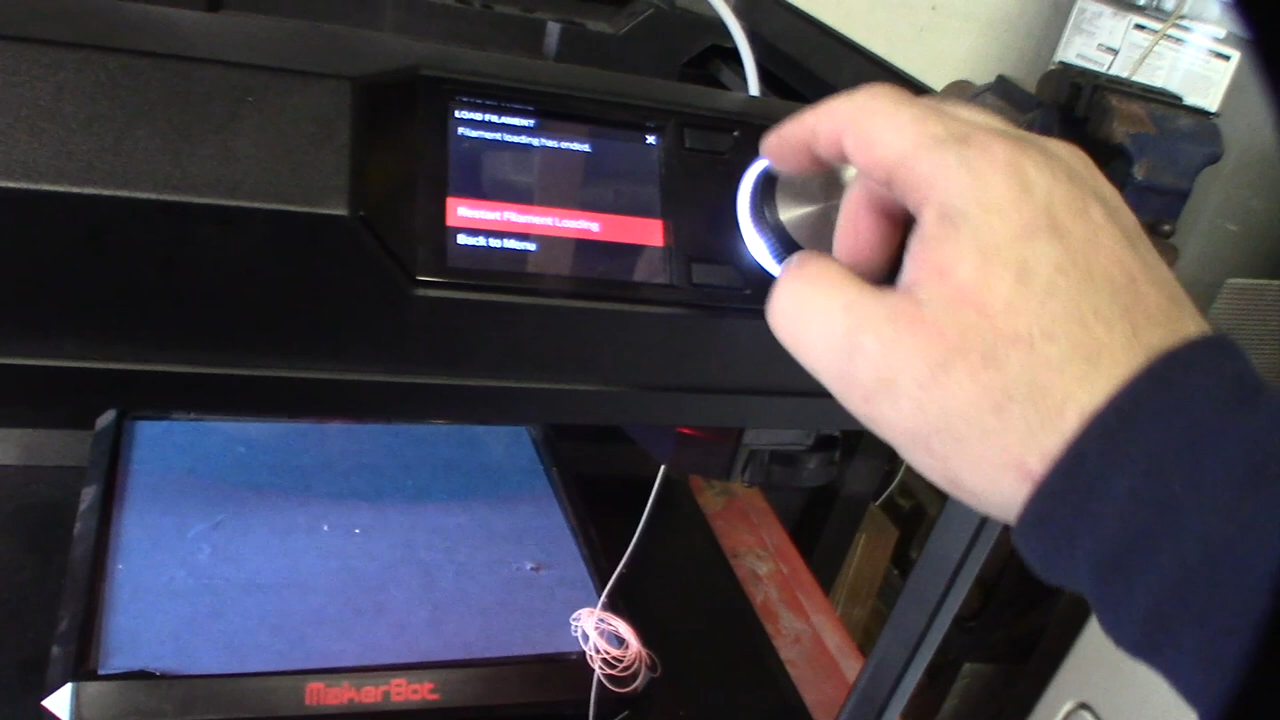 LOAD FILAMENT
Filament loading has ended.
X
Restart Filament Loading
Back to Menu
MakerBot